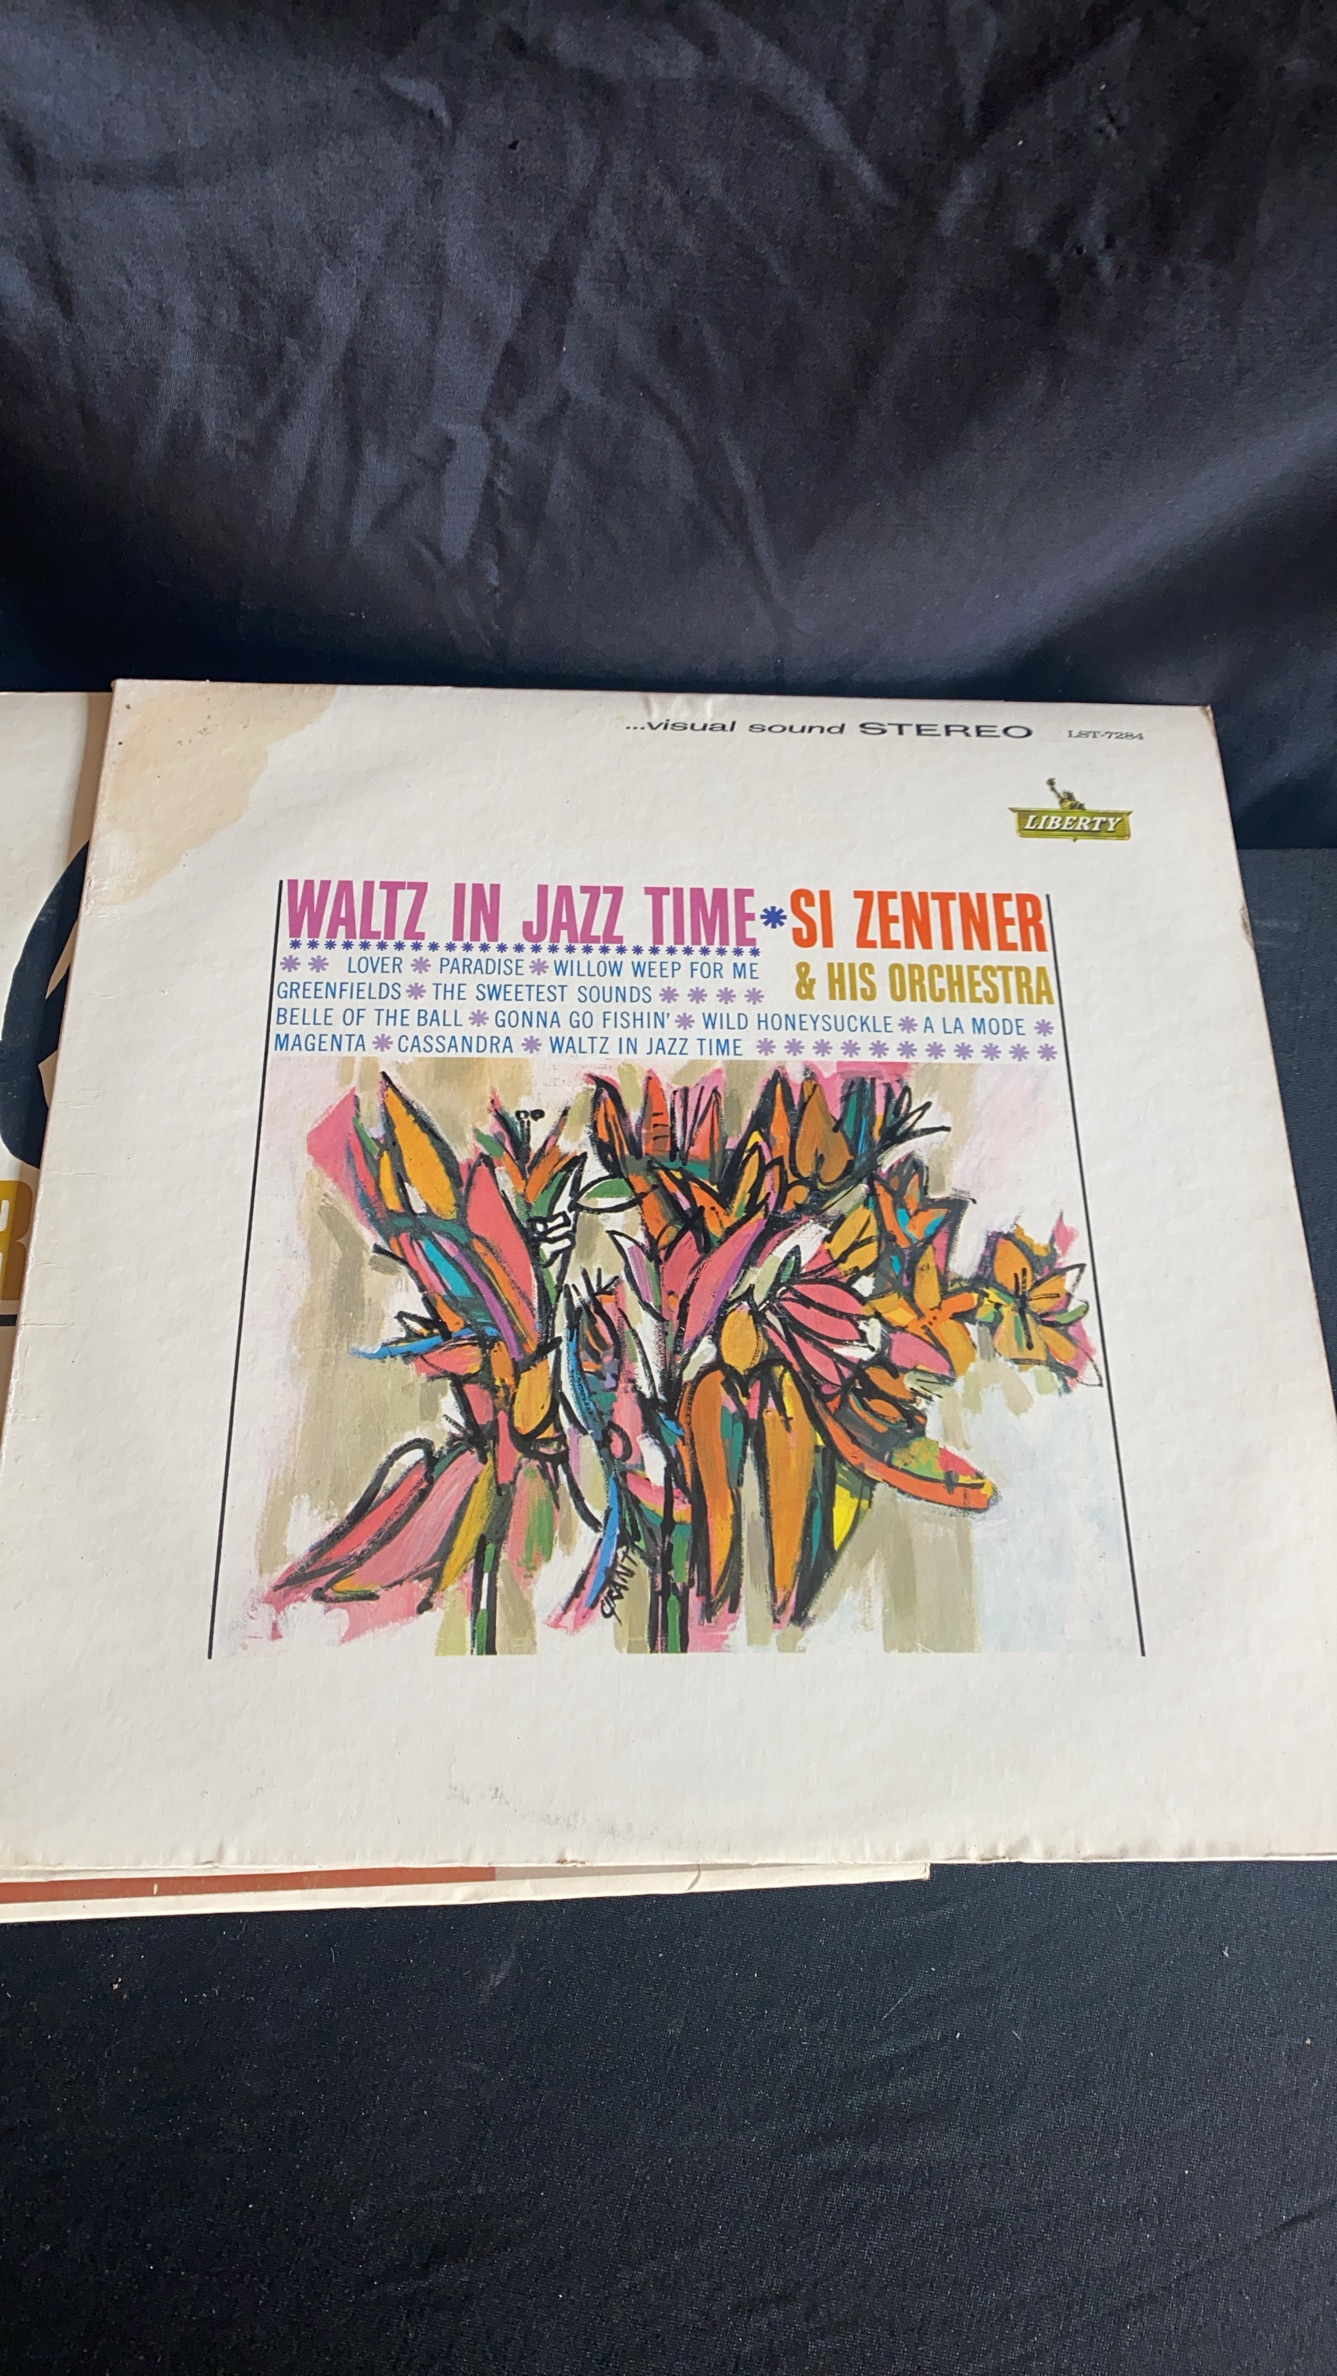 ...visual sound STEREO LST-7284
LIBERTY
WALTZ IN JAZZ TIME * SI ZENTNER
& HIS ORCHESTRA
* * LOVER * PARADISE * WILLOW WEEP FOR ME
GREENFIELDS * THE SWEETEST SOUNDS * * * *
BELLE OF THE BALL * GONNA GO FISHIN' * WILD HONEYSUCKLE * A LA MODE *
MAGENTA * CASSANDRA * WALTZ IN JAZZ TIME * * * * * * * * * * *
GRANT